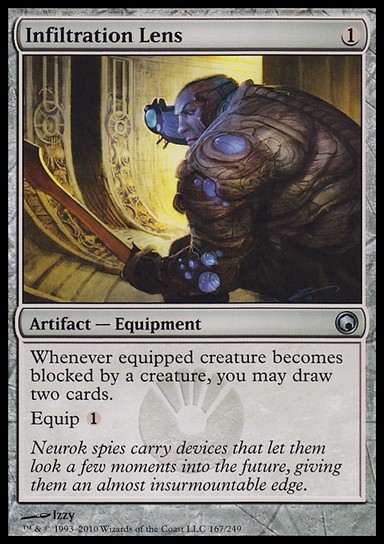 Infiltration Lens 1
Artifact — Equipment
Whenever equipped creature becomes
blocked by a creature, you may draw
two cards.
Equip 1
Neurok spies carry devices that let them
look a few moments into the future, giving
them an almost insurmountable edge.
Izzy
™ & © 1993–2010 Wizards of the Coast LLC 167/249